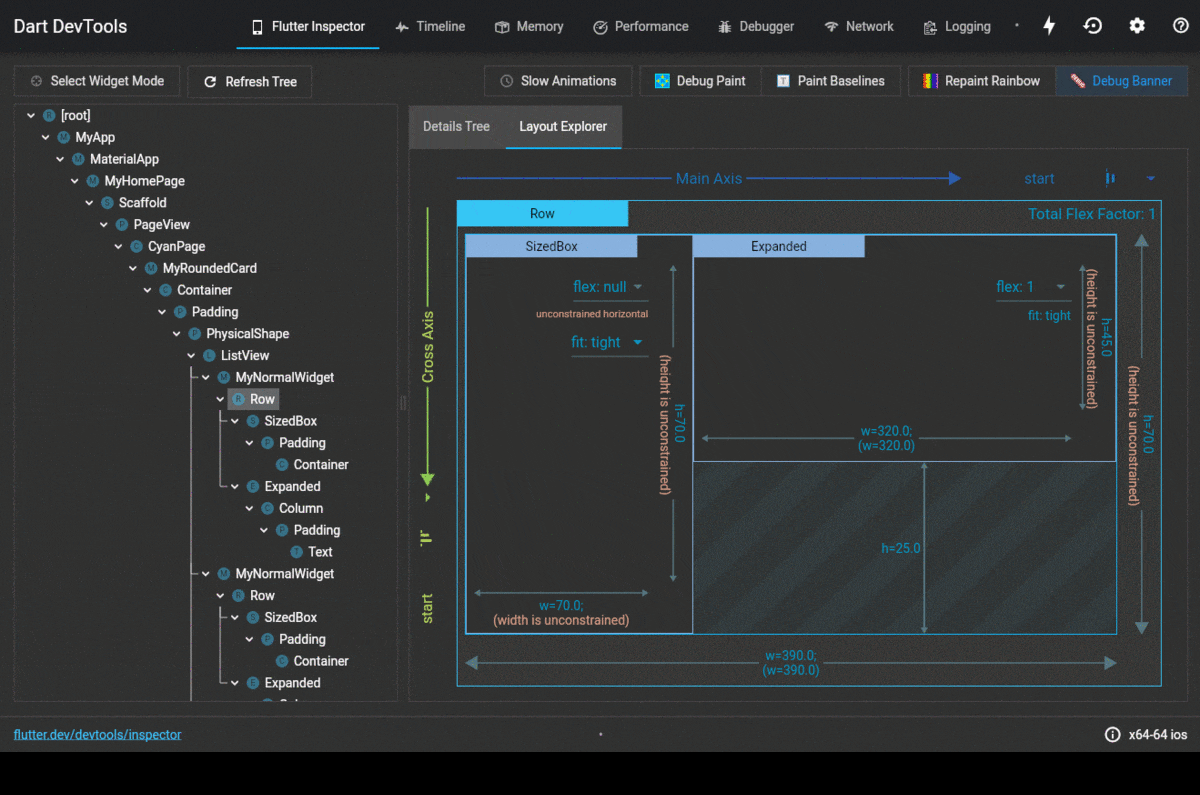 Dart DevTools
Flutter Inspector
Timeline
Memory
Performance
Debugger
Network
Logging
Select Widget Mode
Refresh Tree
Slow Animations
Debug Paint
Paint Baselines
Repaint Rainbow
Debug Banner
[root]
MyApp
MaterialApp
MyHomePage
Scaffold
PageView
CyanPage
MyRoundedCard
Container
Padding
PhysicalShape
ListView
MyNormalWidget
Row
SizedBox
Padding
Container
Expanded
Column
Padding
Text
MyNormalWidget
Row
SizedBox
Padding
Container
Expanded
Details Tree
Layout Explorer
Main Axis
start
Cross Axis
start
Row
Total Flex Factor: 1
SizedBox
flex: null
unconstrained horizontal
fit: tight
h=70.0
(height is unconstrained)
w=70.0;
(width is unconstrained)
Expanded
flex: 1
fit: tight
h=45.0
(height is unconstrained)
w=320.0;
(w=320.0)
h=25.0
h=70.0
(height is unconstrained)
w=390.0;
(w=390.0)
flutter.dev/devtools/inspector
x64-64 ios